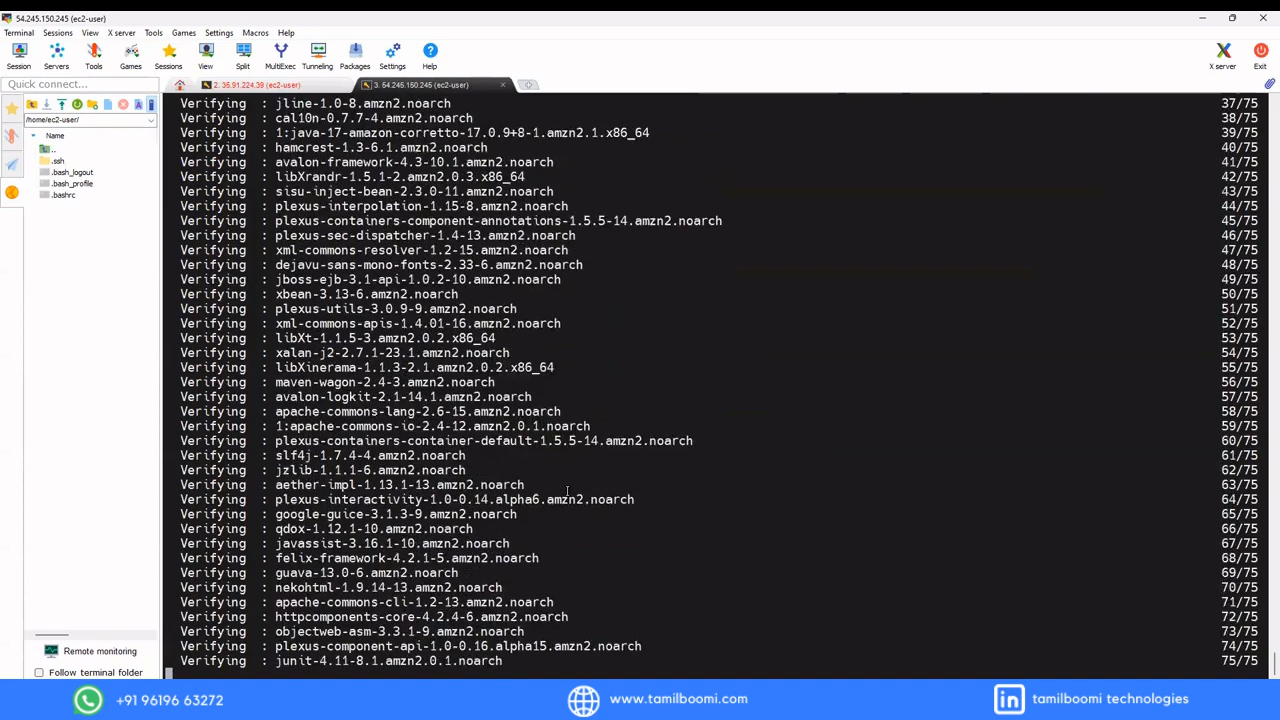 54.245.150.245 (ec2-user)
Terminal Sessions View X server Tools Games Settings Macros Help
Session Servers Tools Games Sessions View Split MultiExec Tunneling Packages Settings Help X server Exit
Quick connect...
2. 35.91.224.39 (ec2-user)
3. 54.245.150.245 (ec2-user)
/home/ec2-user/
Name
..
.ssh
.bash_logout
.bash_profile
.bashrc
Verifying : jline-1.0-8.amzn2.noarch 37/75
Verifying : cal10n-0.7.7-4.amzn2.noarch 38/75
Verifying : 1:java-17-amazon-corretto-17.0.9+8-1.amzn2.1.x86_64 39/75
Verifying : hamcrest-1.3-6.1.amzn2.noarch 40/75
Verifying : avalon-framework-4.3-10.1.amzn2.noarch 41/75
Verifying : libXrandr-1.5.1-2.amzn2.0.3.x86_64 42/75
Verifying : sisu-inject-bean-2.3.0-11.amzn2.noarch 43/75
Verifying : plexus-interpolation-1.15-8.amzn2.noarch 44/75
Verifying : plexus-containers-component-annotations-1.5.5-14.amzn2.noarch 45/75
Verifying : plexus-sec-dispatcher-1.4-13.amzn2.noarch 46/75
Verifying : xml-commons-resolver-1.2-15.amzn2.noarch 47/75
Verifying : dejavu-sans-mono-fonts-2.33-6.amzn2.noarch 48/75
Verifying : jboss-ejb-3.1-api-1.0.2-10.amzn2.noarch 49/75
Verifying : xbean-3.13-6.amzn2.noarch 50/75
Verifying : plexus-utils-3.0.9-9.amzn2.noarch 51/75
Verifying : xml-commons-apis-1.4.01-16.amzn2.noarch 52/75
Verifying : libXt-1.1.5-3.amzn2.0.2.x86_64 53/75
Verifying : xalan-j2-2.7.1-23.1.amzn2.noarch 54/75
Verifying : libXinerama-1.1.3-2.1.amzn2.0.2.x86_64 55/75
Verifying : maven-wagon-2.4-3.amzn2.noarch 56/75
Verifying : avalon-logkit-2.1-14.1.amzn2.noarch 57/75
Verifying : apache-commons-lang-2.6-15.amzn2.noarch 58/75
Verifying : 1:apache-commons-io-2.4-12.amzn2.0.1.noarch 59/75
Verifying : plexus-containers-container-default-1.5.5-14.amzn2.noarch 60/75
Verifying : slf4j-1.7.4-4.amzn2.noarch 61/75
Verifying : jzlib-1.1.1-6.amzn2.noarch 62/75
Verifying : aether-impl-1.13.1-13.amzn2.noarch 63/75
Verifying : plexus-interactivity-1.0-0.14.alpha6.amzn2.noarch 64/75
Verifying : google-guice-3.1.3-9.amzn2.noarch 65/75
Verifying : qdox-1.12.1-10.amzn2.noarch 66/75
Verifying : javassist-3.16.1-10.amzn2.noarch 67/75
Verifying : felix-framework-4.2.1-5.amzn2.noarch 68/75
Verifying : guava-13.0-6.amzn2.noarch 69/75
Verifying : nekohtml-1.9.14-13.amzn2.noarch 70/75
Verifying : apache-commons-cli-1.2-13.amzn2.noarch 71/75
Verifying : httpcomponents-core-4.2.4-6.amzn2.noarch 72/75
Verifying : objectweb-asm-3.3.1-9.amzn2.noarch 73/75
Verifying : plexus-component-api-1.0-0.16.alpha15.amzn2.noarch 74/75
Verifying : junit-4.11-8.1.amzn2.0.1.noarch 75/75
Remote monitoring
Follow terminal folder
+91 96196 63272 www.tamilboomi.com tamilboomi technologies